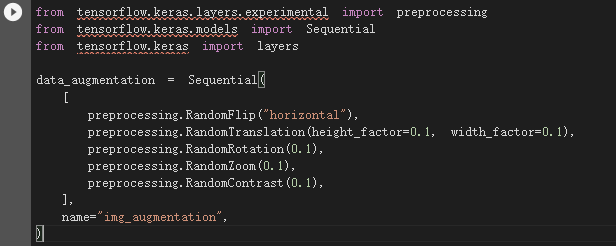 from tensorflow.keras.layers.experimental import preprocessing
from tensorflow.keras.models import Sequential
from tensorflow.keras import layers
data_augmentation = Sequential(
[
preprocessing.RandomFlip("horizontal"),
preprocessing.RandomTranslation(height_factor=0.1, width_factor=0.1),
preprocessing.RandomRotation(0.1),
preprocessing.RandomZoom(0.1),
preprocessing.RandomContrast(0.1),
],
name="img_augmentation",
)